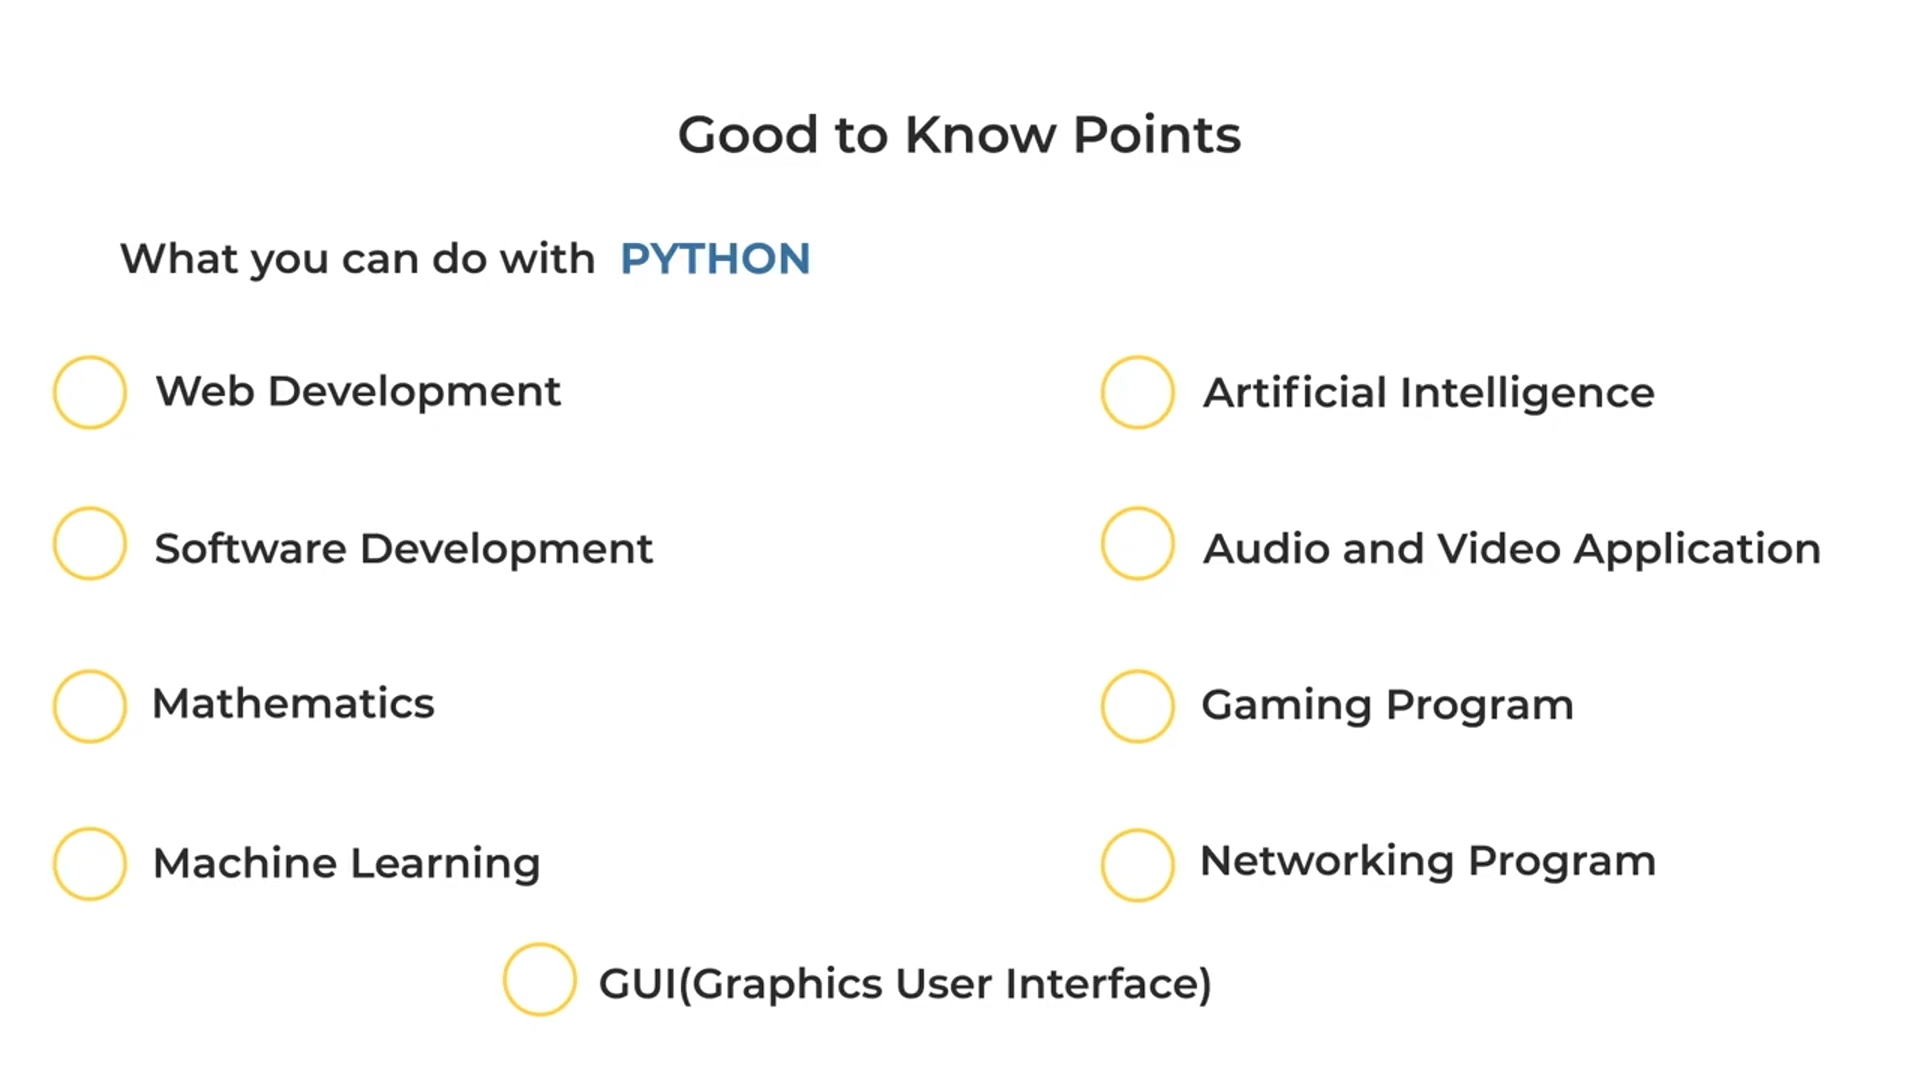 Good to Know Points
What you can do with PYTHON
Web Development
Artificial Intelligence
Software Development
Audio and Video Application
Mathematics
Gaming Program
Machine Learning
Networking Program
GUI(Graphics User Interface)